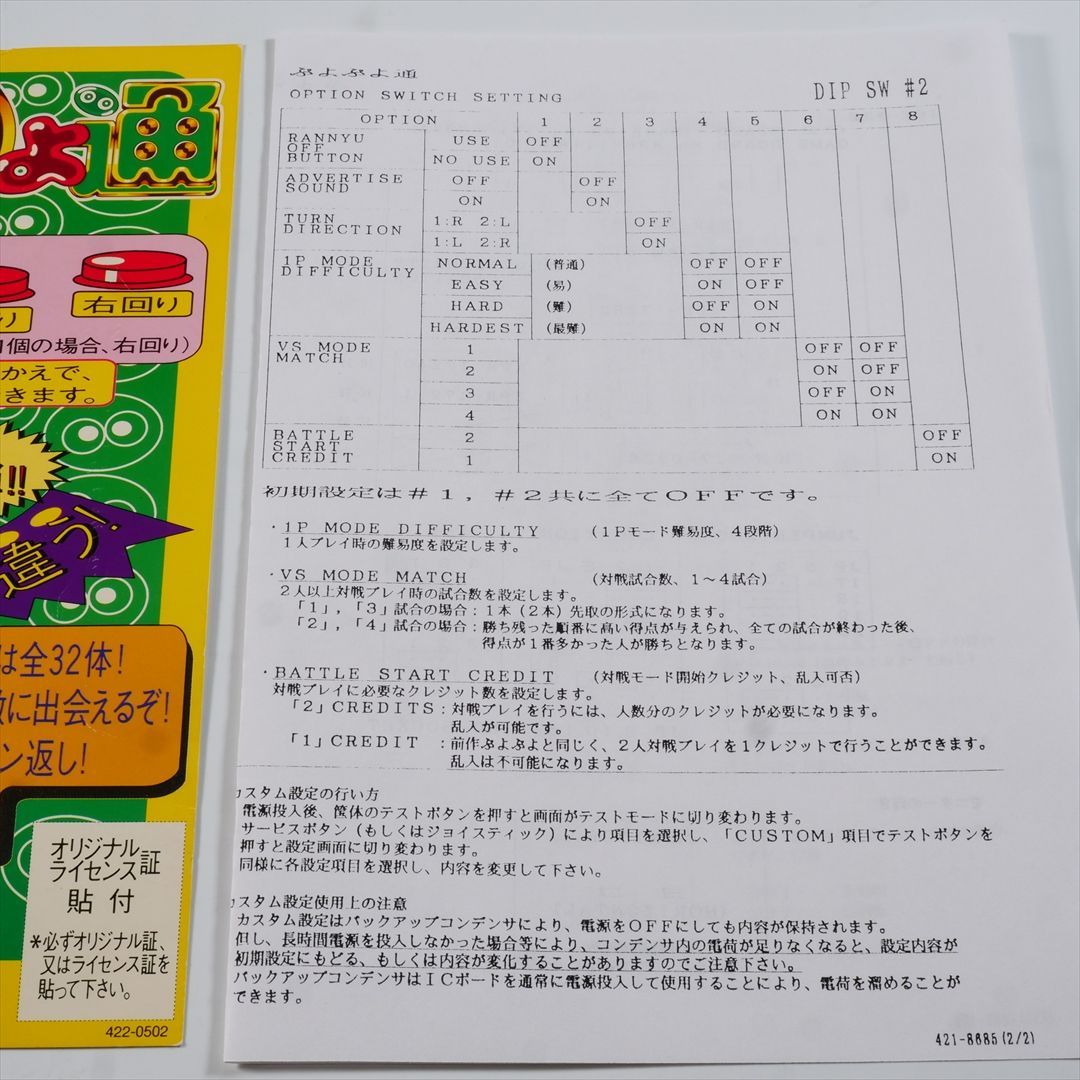 よ通
右回り
り
1個の場合、右回り)
かえで、
きます。
!!
違う!
は全32体!
敵に出会えるぞ!
ン返し!
オリジナル
ライセンス証
貼付
*必ずオリジナル証、
又はライセンス証を
貼って下さい。
422-0502
ぷよぷよ通
OPTION SWITCH SETTING
DIP SW #2
OPTION 1 2 3 4 5 6 7 8
RANNYU OFF BUTTON USE OFF
NO USE ON
ADVERTISE SOUND OFF OFF
ON ON
TURN DIRECTION 1:R 2:L OFF
1:L 2:R ON
1P MODE DIFFICULTY NORMAL (普通) OFF OFF
EASY (易) ON OFF
HARD (難) OFF ON
HARDEST (最難) ON ON
VS MODE MATCH 1 OFF OFF
2 ON OFF
3 OFF ON
4 ON ON
BATTLE START CREDIT 2 OFF
1 ON
初期設定は#1,#2共に全てOFFです。
・1P MODE DIFFICULTY (1Pモード難易度、4段階)
1人プレイ時の難易度を設定します。
・VS MODE MATCH (対戦試合数、1~4試合)
2人以上対戦プレイ時の試合数を設定します。
「1」,「3」試合の場合:1本(2本)先取の形式になります。
「2」,「4」試合の場合:勝ち残った順番に高い得点が与えられ、全ての試合が終わった後、
得点が1番多かった人が勝ちとなります。
・BATTLE START CREDIT (対戦モード開始クレジット、乱入可否)
対戦プレイに必要なクレジット数を設定します。
「2」CREDITS:対戦プレイを行うには、人数分のクレジットが必要になります。
乱入が可能です。
「1」CREDIT :前作ぷよぷよと同じく、2人対戦プレイを1クレジットで行うことができます。
乱入は不可能になります。
カスタム設定の行い方
電源投入後、筐体のテストボタンを押すと画面がテストモードに切り変わります。
サービスボタン(もしくはジョイスティック)により項目を選択し、「CUSTOM」項目でテストボタンを
押すと設定画面に切り変わります。
同様に各設定項目を選択し、内容を変更して下さい。
カスタム設定使用上の注意
カスタム設定はバックアップコンデンサにより、電源をOFFにしても内容が保持されます。
但し、長時間電源を投入しなかった場合等により、コンデンサ内の電荷が足りなくなると、設定内容が
初期設定にもどる、もしくは内容が変化することがありますのでご注意下さい。
バックアップコンデンサはICボードを通常に電源投入して使用することにより、電荷を溜めることが
できます。
421-8685(2/2)